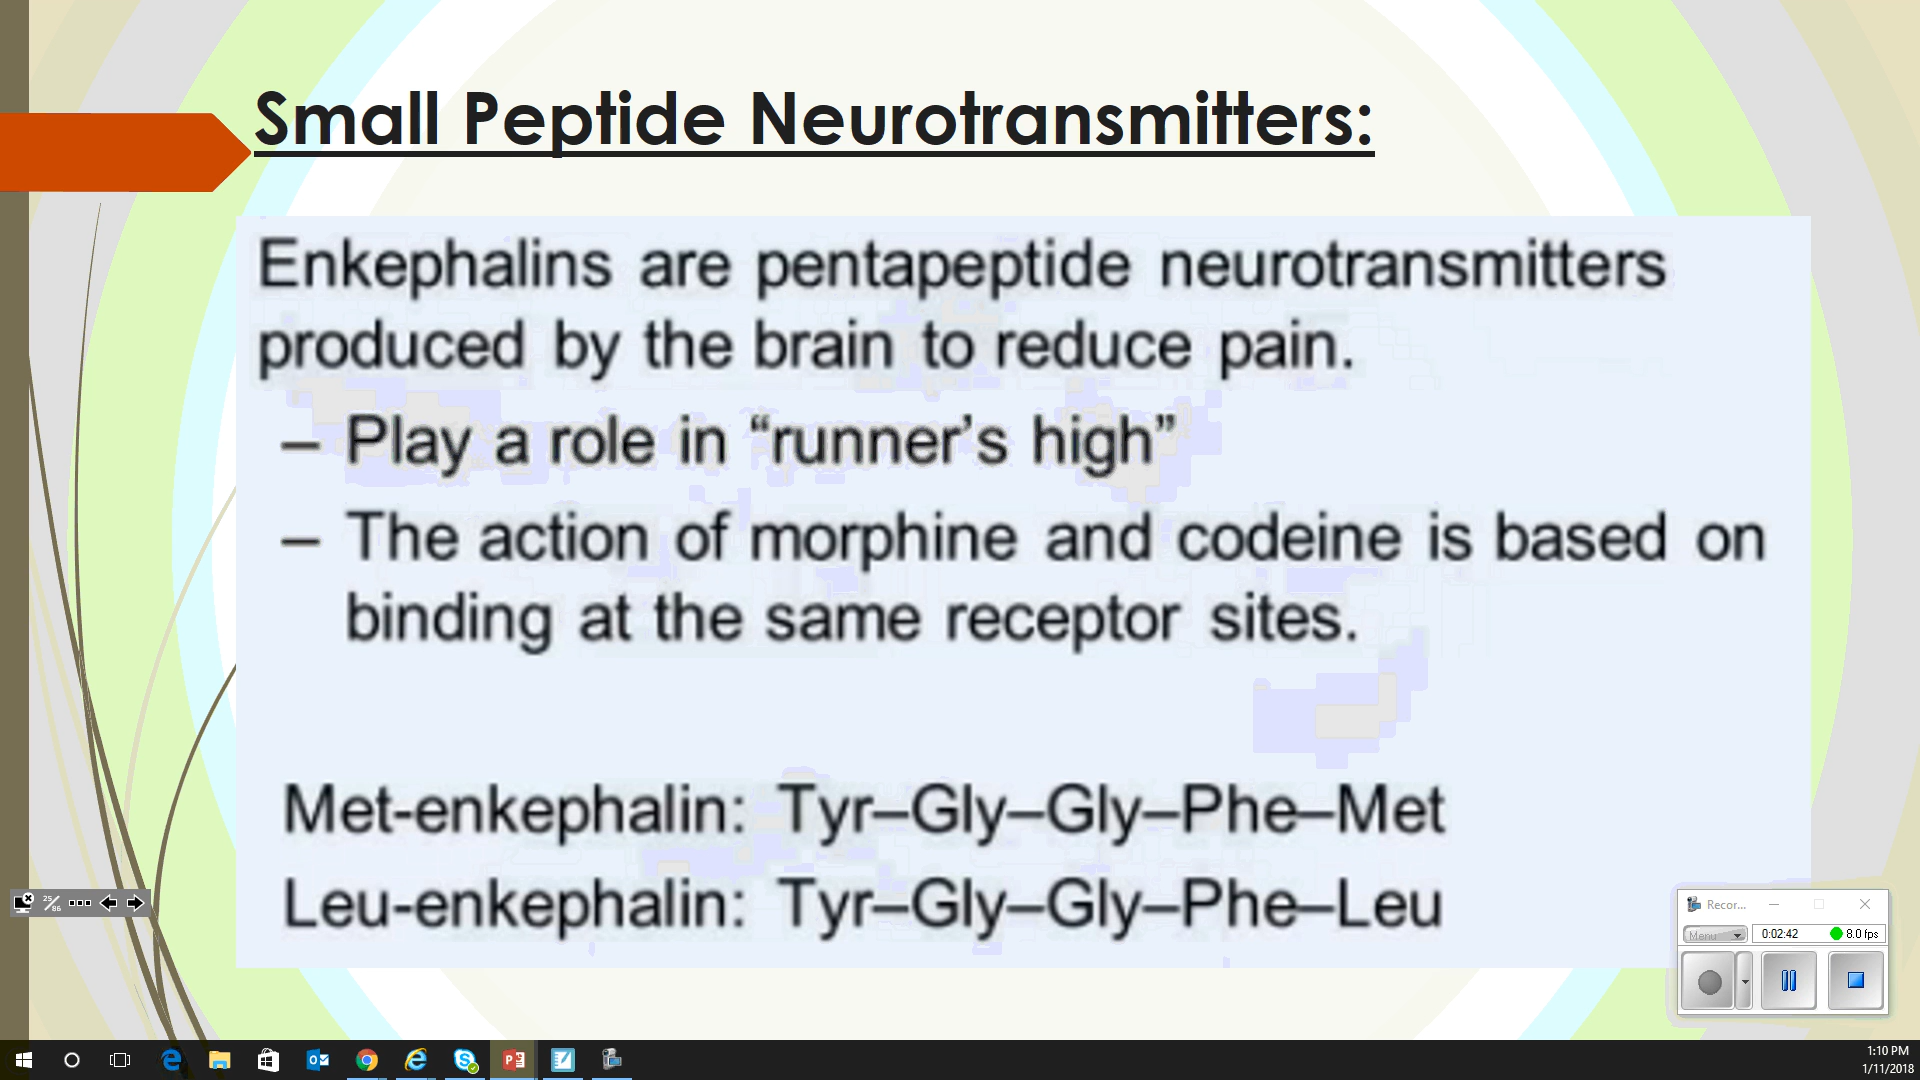 Small Peptide Neurotransmitters:
Enkephalins are pentapeptide neurotransmitters
produced by the brain to reduce pain.
– Play a role in “runner’s high”
– The action of morphine and codeine is based on
binding at the same receptor sites.
Met-enkephalin: Tyr–Gly–Gly–Phe–Met
Leu-enkephalin: Tyr–Gly–Gly–Phe–Leu
25/86
Recor...
Menu
0:02:42
8.0 fps
1:10 PM
1/11/2018